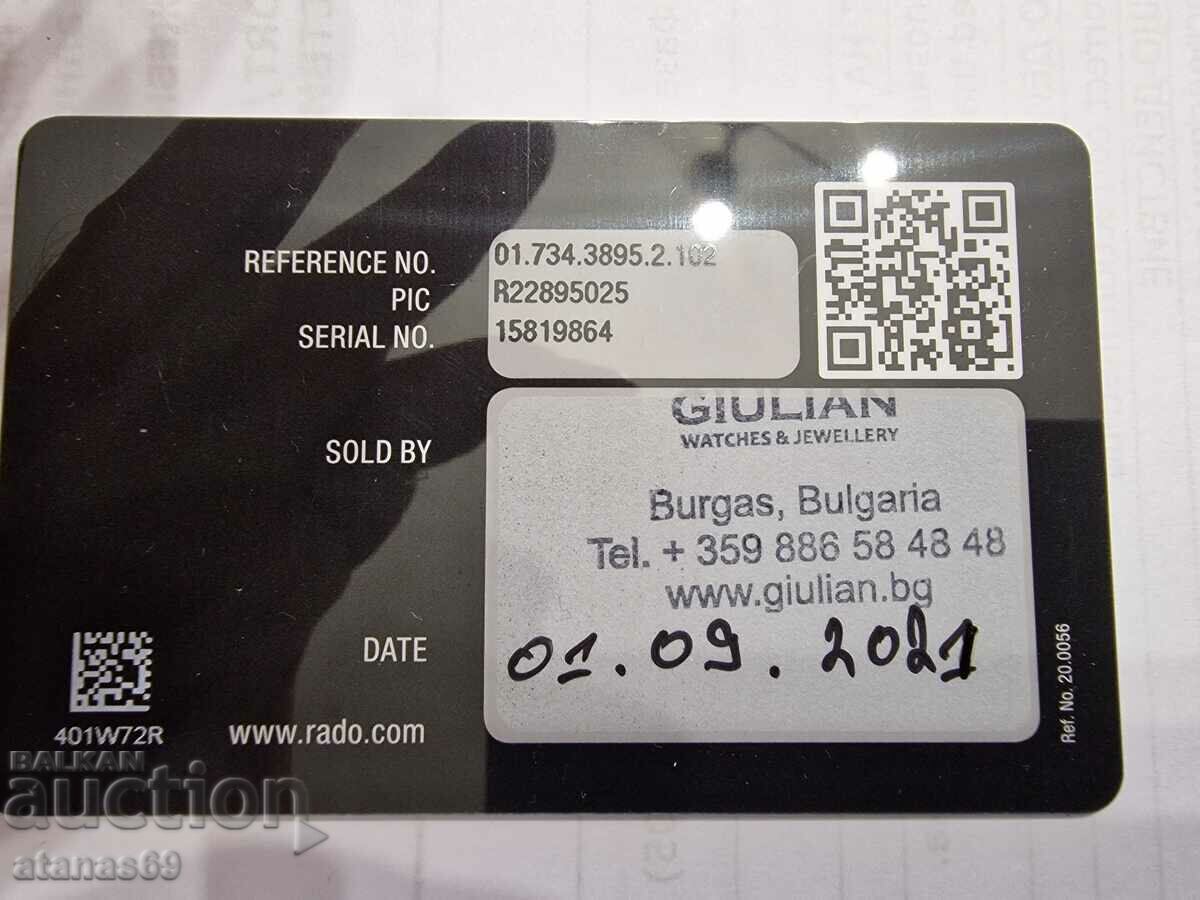 REFERENCE NO. 01.734.3895.2.102
PIC R22895025
SERIAL NO. 15819864
SOLD BY
GIULIAN
WATCHES & JEWELLERY
Burgas, Bulgaria
Tel. + 359 886 58 48 48
www.giulian.bg
DATE 01.09.2021
401W72R
www.rado.com
Ref. No. 20.0056
BALKAN
auction
atanas69